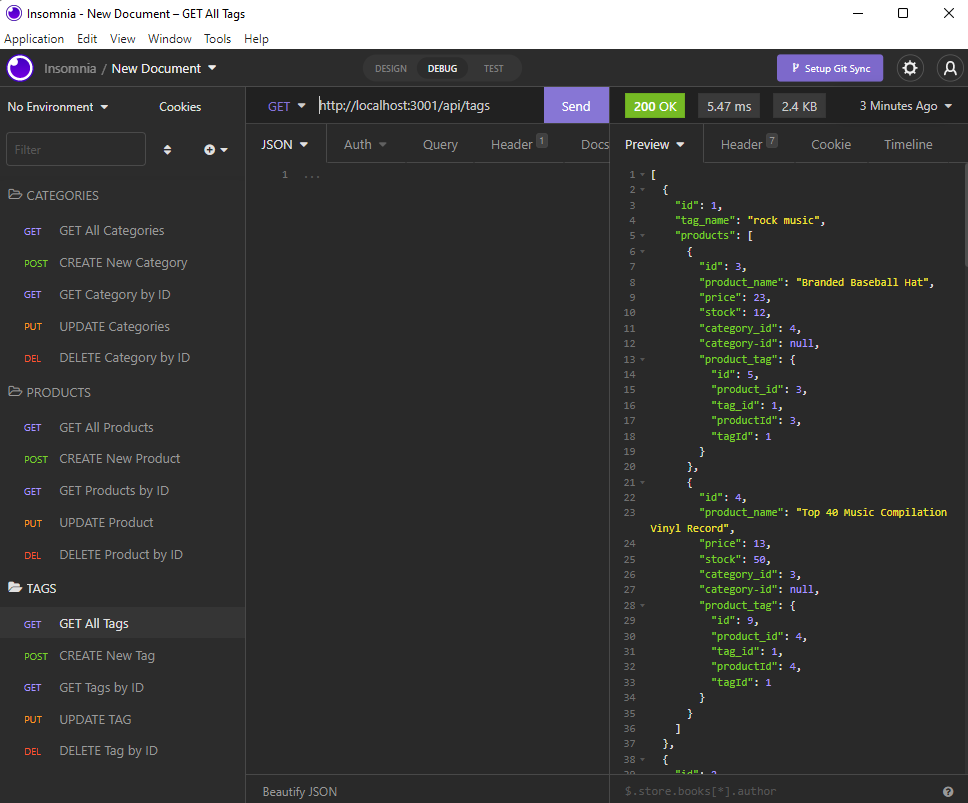 Insomnia - New Document – GET All Tags
Application Edit View Window Tools Help
Insomnia / New Document
DESIGN DEBUG TEST
Setup Git Sync
No Environment Cookies
Filter
CATEGORIES
GET GET All Categories
POST CREATE New Category
GET GET Category by ID
PUT UPDATE Categories
DEL DELETE Category by ID
PRODUCTS
GET GET All Products
POST CREATE New Product
GET GET Products by ID
PUT UPDATE Product
DEL DELETE Product by ID
TAGS
GET GET All Tags
POST CREATE New Tag
GET GET Tags by ID
PUT UPDATE TAG
DEL DELETE Tag by ID
GET http://localhost:3001/api/tags Send
JSON Auth Query Header 1 Docs
1 ...
Beautify JSON
200 OK 5.47 ms 2.4 KB 3 Minutes Ago
Preview Header 7 Cookie Timeline
1 [
2 {
3 "id": 1,
4 "tag_name": "rock music",
5 "products": [
6 {
7 "id": 3,
8 "product_name": "Branded Baseball Hat",
9 "price": 23,
10 "stock": 12,
11 "category_id": 4,
12 "category-id": null,
13 "product_tag": {
14 "id": 5,
15 "product_id": 3,
16 "tag_id": 1,
17 "productId": 3,
18 "tagId": 1
19 }
20 },
21 {
22 "id": 4,
23 "product_name": "Top 40 Music Compilation
Vinyl Record",
24 "price": 13,
25 "stock": 50,
26 "category_id": 3,
27 "category-id": null,
28 "product_tag": {
29 "id": 9,
30 "product_id": 4,
31 "tag_id": 1,
32 "productId": 4,
33 "tagId": 1
34 }
35 }
36 ]
37 },
38 {
39 "id": 2
$.store.books[*].author